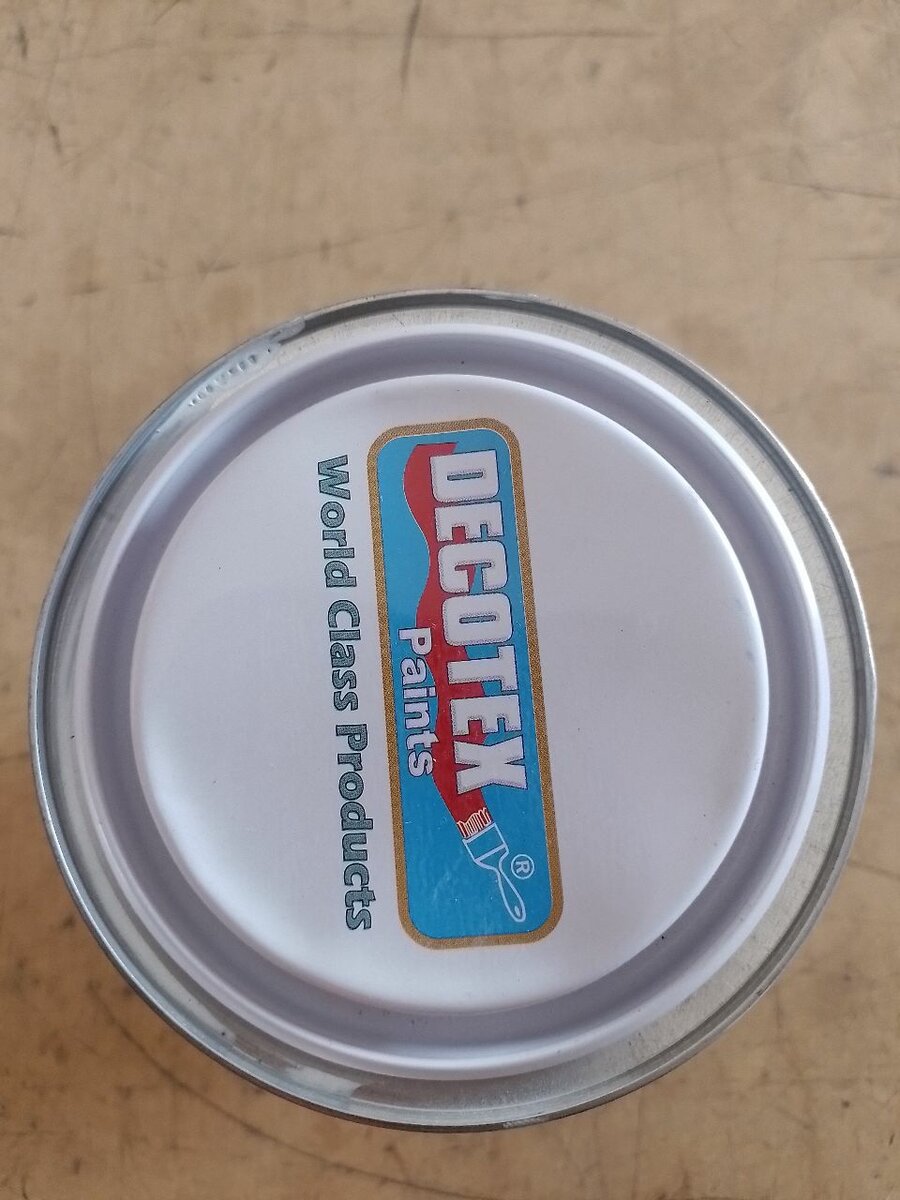 DECOTEX
Paints
®
World Class Products